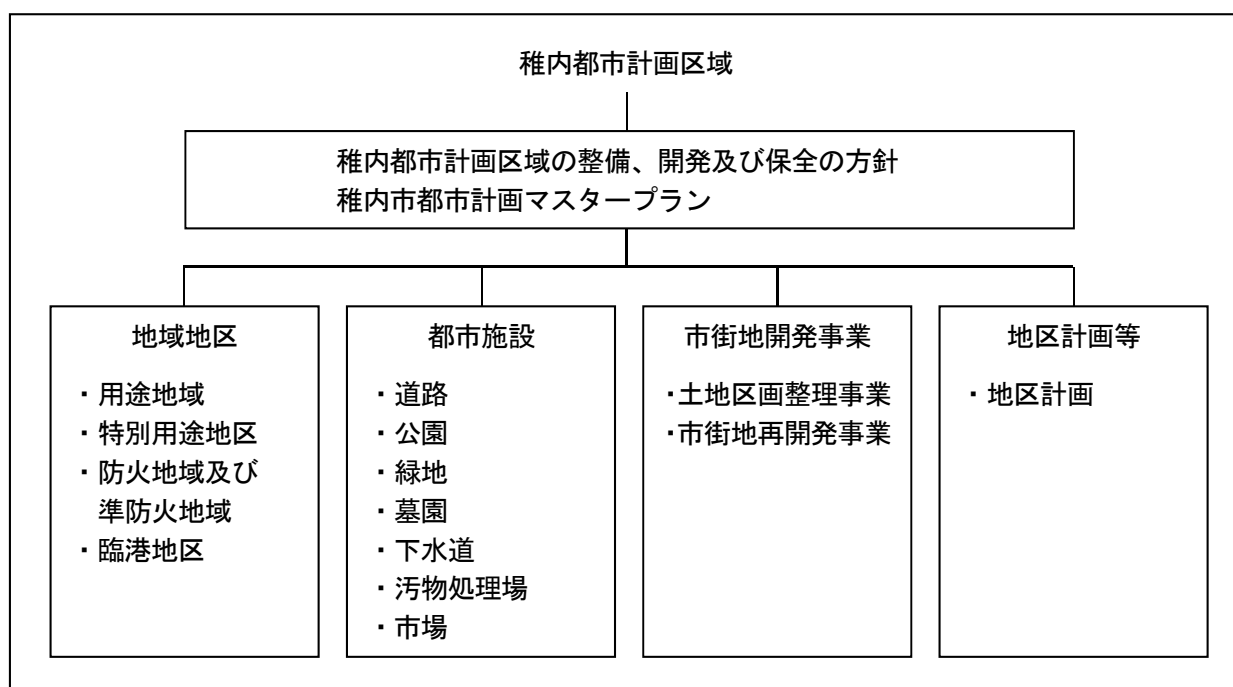 稚内都市計画区域
稚内都市計画区域の整備、開発及び保全の方針
稚内市都市計画マスタープラン
地域地区
・用途地域
・特別用途地区
・防火地域及び
準防火地域
・臨港地区
都市施設
・道路
・公園
・緑地
・墓園
・下水道
・汚物処理場
・市場
市街地開発事業
・土地区画整理事業
・市街地再開発事業
地区計画等
・地区計画